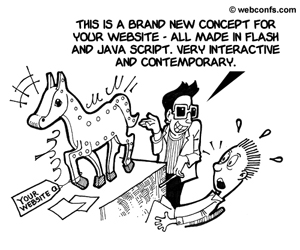 © webconfs.com
THIS IS A BRAND NEW CONCEPT FOR
YOUR WEBSITE - ALL MADE IN FLASH
AND JAVA SCRIPT. VERY INTERACTIVE
AND CONTEMPORARY.
YOUR
WEBSITE